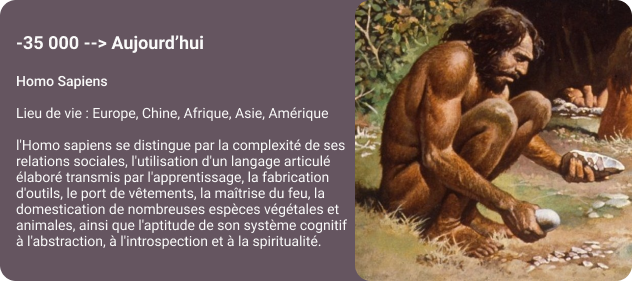 -35 000 --> Aujourd’hui
Homo Sapiens
Lieu de vie : Europe, Chine, Afrique, Asie, Amérique
l'Homo sapiens se distingue par la complexité de ses
relations sociales, l'utilisation d'un langage articulé
élaboré transmis par l'apprentissage, la fabrication
d'outils, le port de vêtements, la maîtrise du feu, la
domestication de nombreuses espèces végétales et
animales, ainsi que l'aptitude de son système cognitif
à l'abstraction, à l'introspection et à la spiritualité.